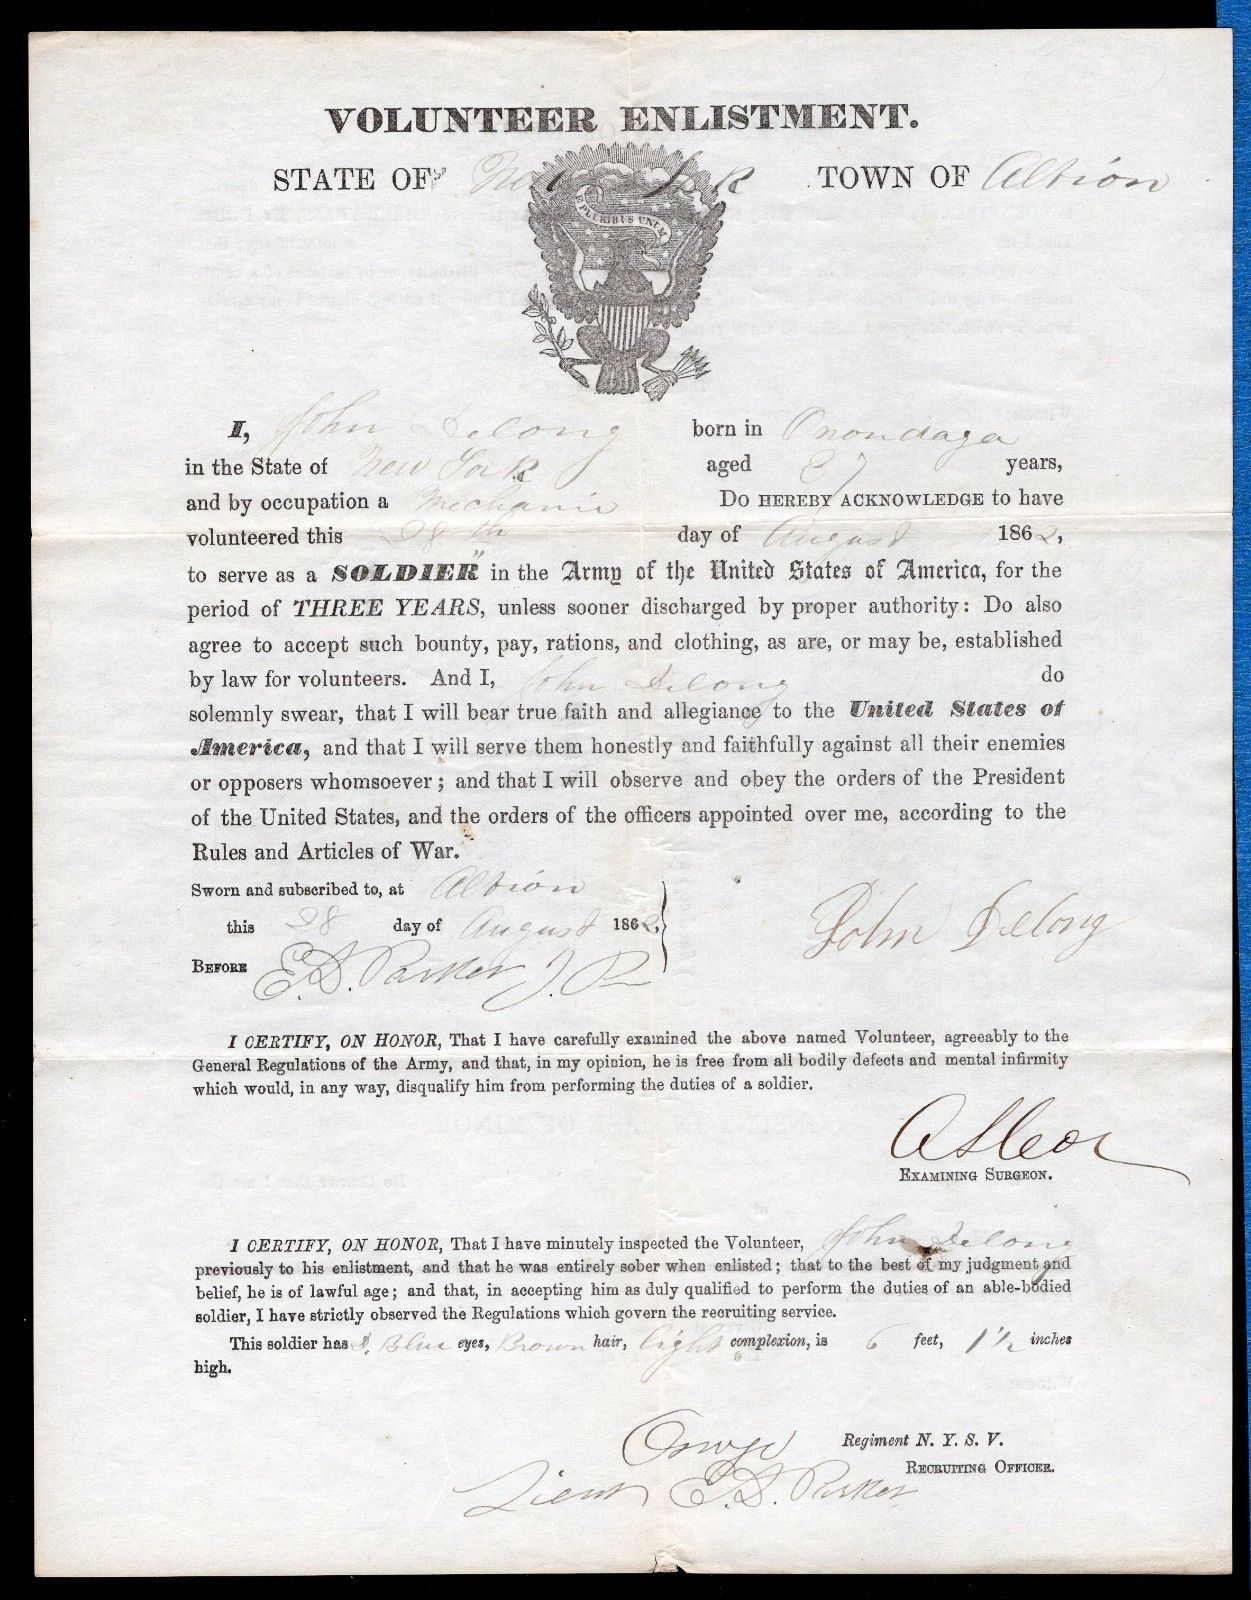 VOLUNTEER ENLISTMENT.
STATE OF New York TOWN OF Albion
E PLURIBUS UNUM
I, John Delong born in Onondaga
in the State of New York aged 37 years,
and by occupation a Mechanic Do HEREBY ACKNOWLEDGE to have
volunteered this 28th day of August 1862,
to serve as a SOLDIER in the Army of the United States of America, for the
period of THREE YEARS, unless sooner discharged by proper authority: Do also
agree to accept such bounty, pay, rations, and clothing, as are, or may be, established
by law for volunteers. And I, John Delong do
solemnly swear, that I will bear true faith and allegiance to the United States of
America, and that I will serve them honestly and faithfully against all their enemies
or opposers whomsoever; and that I will observe and obey the orders of the President
of the United States, and the orders of the officers appointed over me, according to the
Rules and Articles of War.
Sworn and subscribed to, at Albion
this 28 day of August 1862,
John Delong
BEFORE E.D. Parker J.P.
I CERTIFY, ON HONOR, That I have carefully examined the above named Volunteer, agreeably to the
General Regulations of the Army, and that, in my opinion, he is free from all bodily defects and mental infirmity
which would, in any way, disqualify him from performing the duties of a soldier.
EXAMINING SURGEON.
I CERTIFY, ON HONOR, That I have minutely inspected the Volunteer, John Delong
previously to his enlistment, and that he was entirely sober when enlisted; that to the best of my judgment and
belief, he is of lawful age; and that, in accepting him as duly qualified to perform the duties of an able-bodied
soldier, I have strictly observed the Regulations which govern the recruiting service.
This soldier has Blue eyes, Brown hair, light complexion, is 6 feet, 1 1/2 inches
high.
Oswego Regiment N. Y. S. V.
RECRUITING OFFICER.
Lieut E.D. Parker